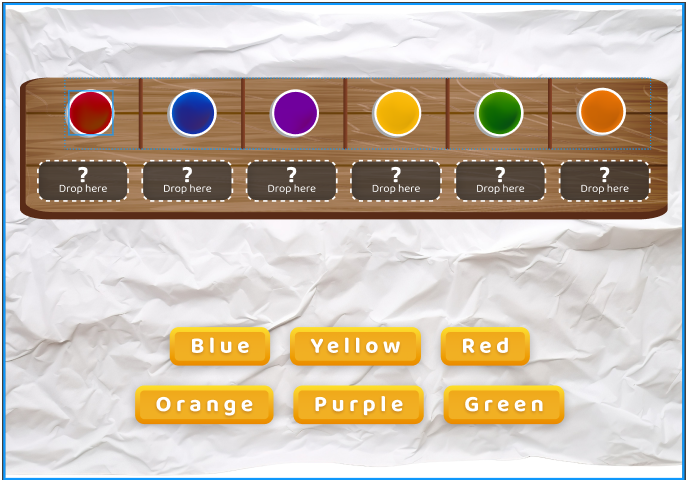 ? ? ? ? ? ?
Drop here Drop here Drop here Drop here Drop here Drop here
Blue Yellow Red
Orange Purple Green